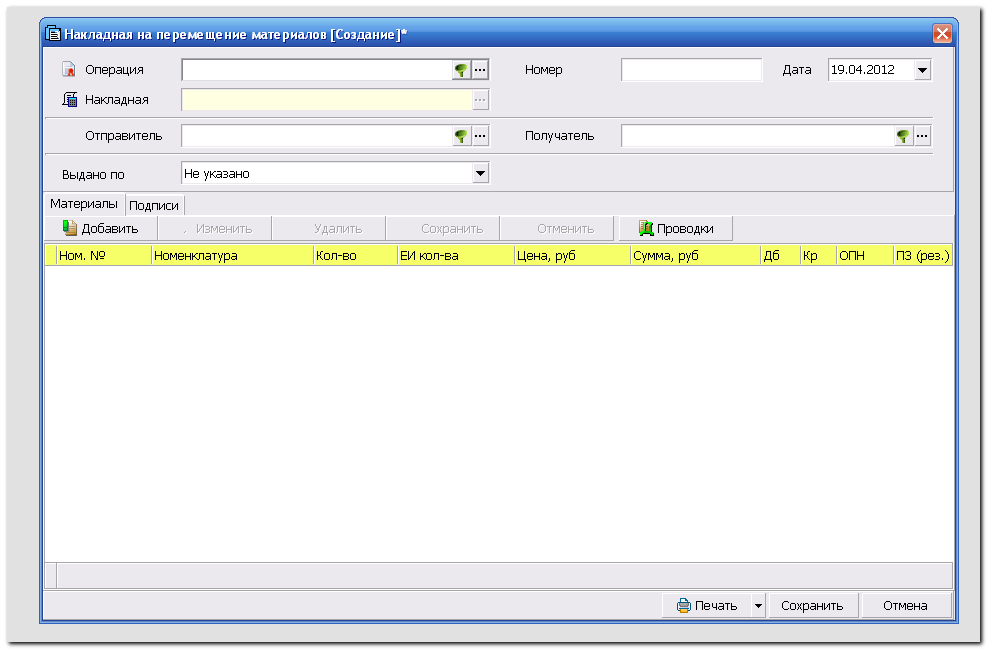 Накладная на перемещение материалов [Создание]*
Операция ... Номер Дата 19.04.2012
Накладная ...
Отправитель ... Получатель ...
Выдано по Не указано
Материалы Подписи
Добавить Изменить Удалить Сохранить Отменить Проводки
Ном. № Номенклатура Кол-во ЕИ кол-ва Цена, руб Сумма, руб Дб Кр ОПН ПЗ (рез.)
Печать Сохранить Отмена